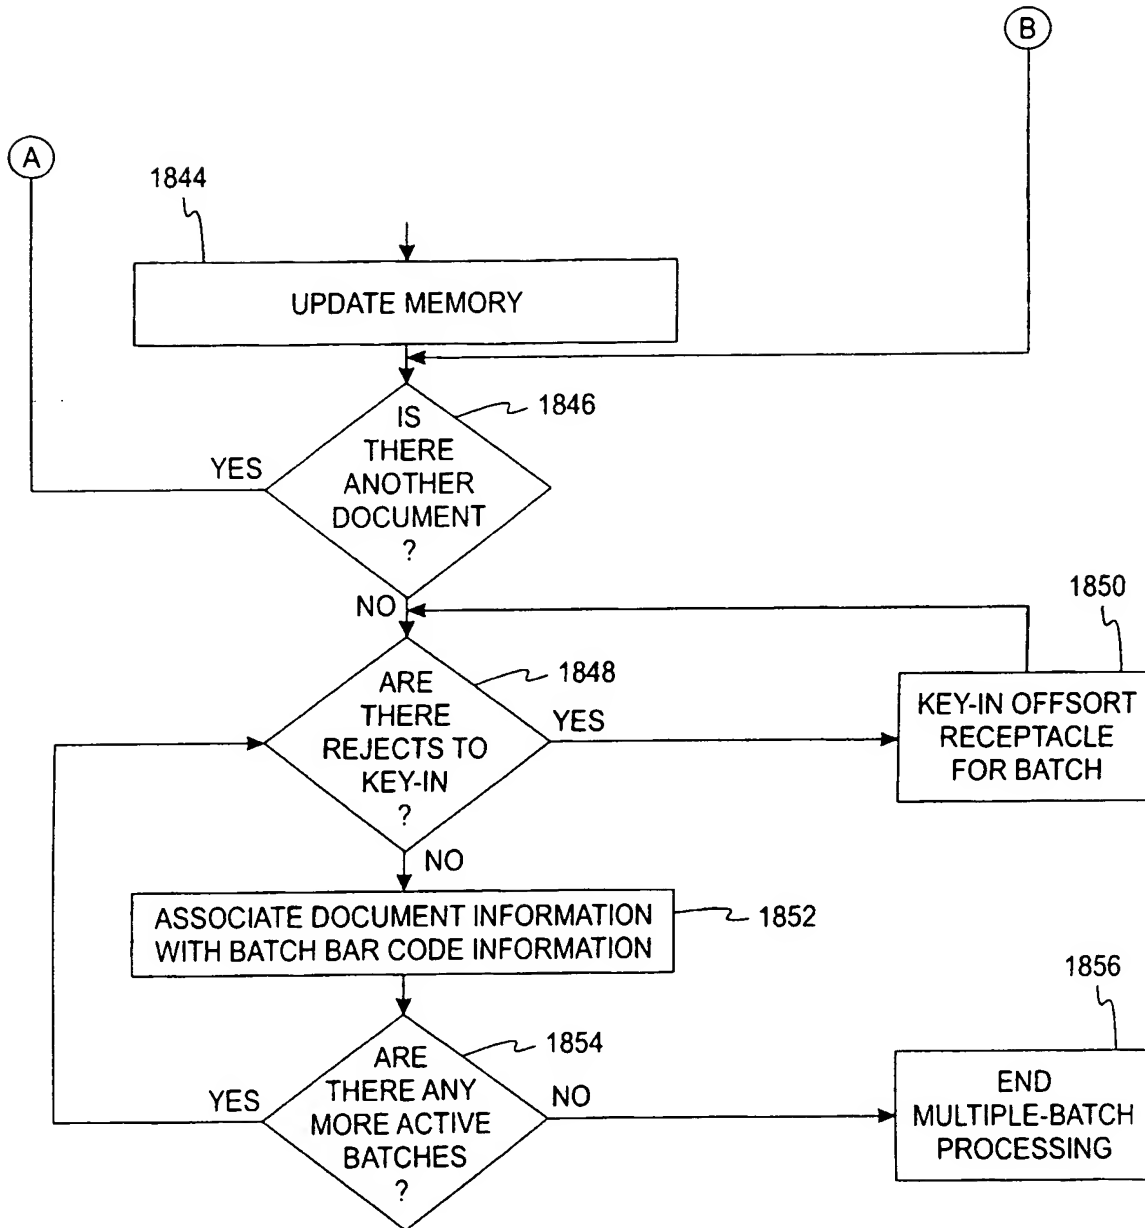 B
A
1844
UPDATE MEMORY
1846
IS
THERE
ANOTHER
DOCUMENT
?
YES
NO
1850
1848
ARE
THERE
REJECTS TO
KEY-IN
?
YES
KEY-IN OFFSORT
RECEPTACLE
FOR BATCH
NO
ASSOCIATE DOCUMENT INFORMATION
WITH BATCH BAR CODE INFORMATION
1852
1856
1854
ARE
THERE ANY
MORE ACTIVE
BATCHES
?
YES
NO
END
MULTIPLE-BATCH
PROCESSING